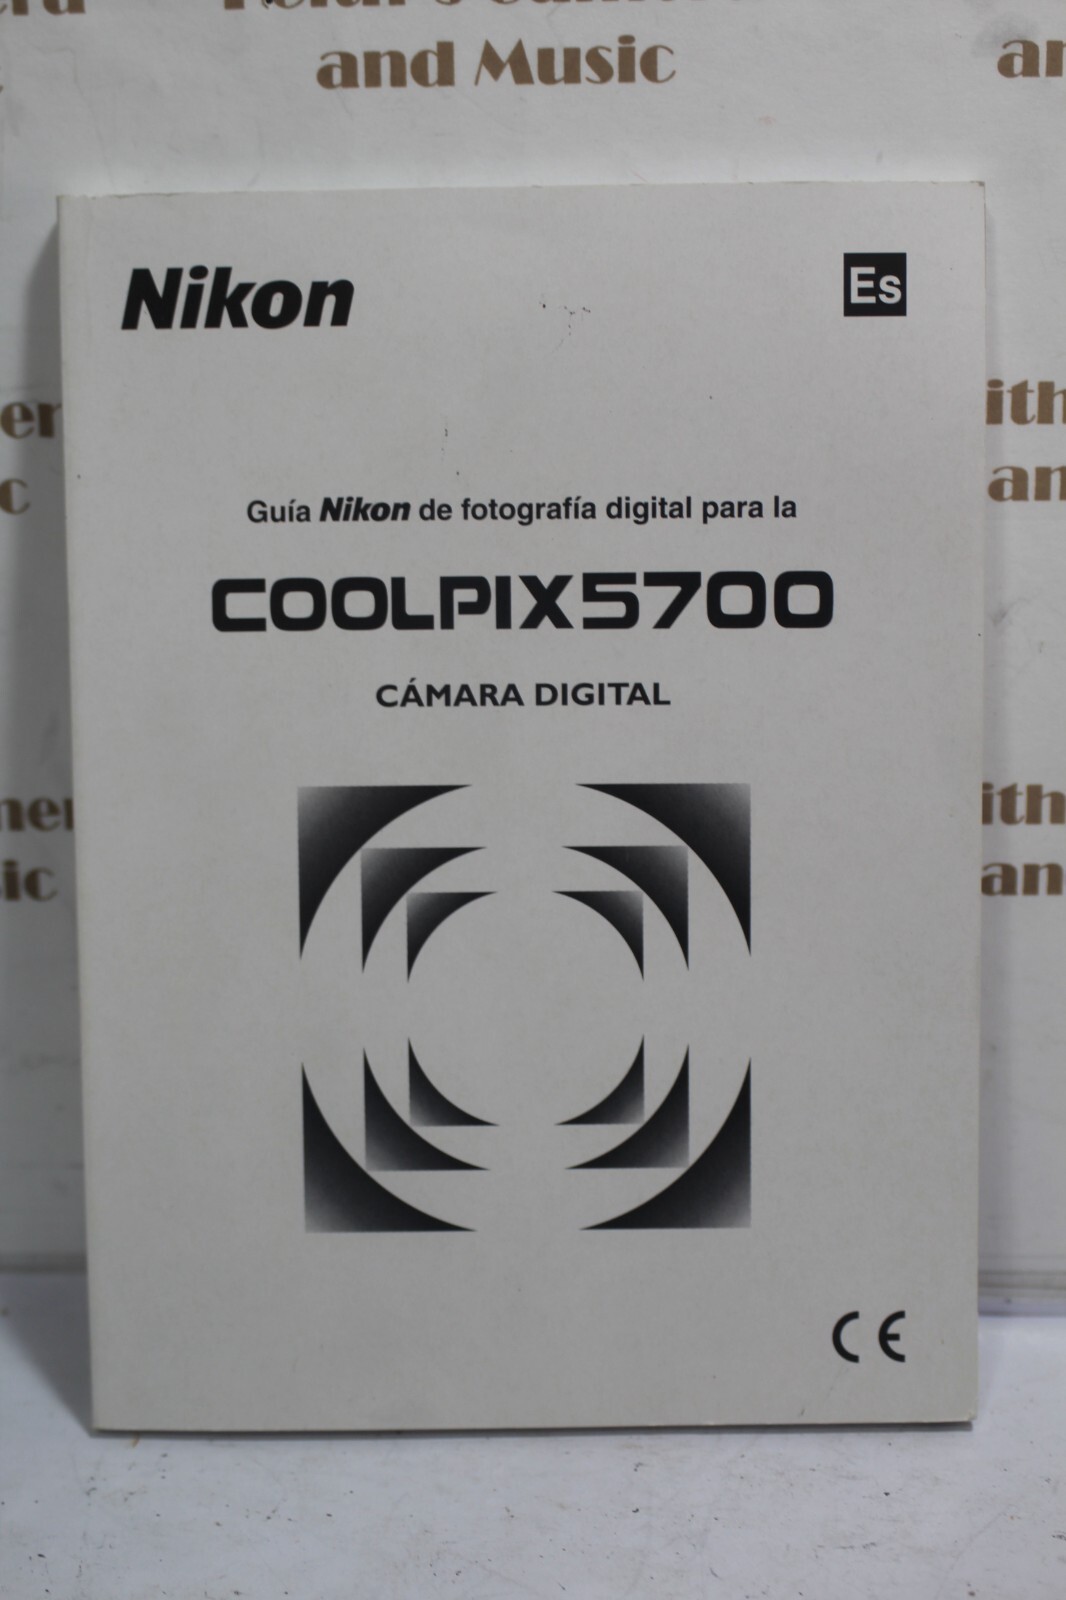 and Music
Nikon
Es
Guía Nikon de fotografía digital para la
COOLPIX5700
CÁMARA DIGITAL
CE